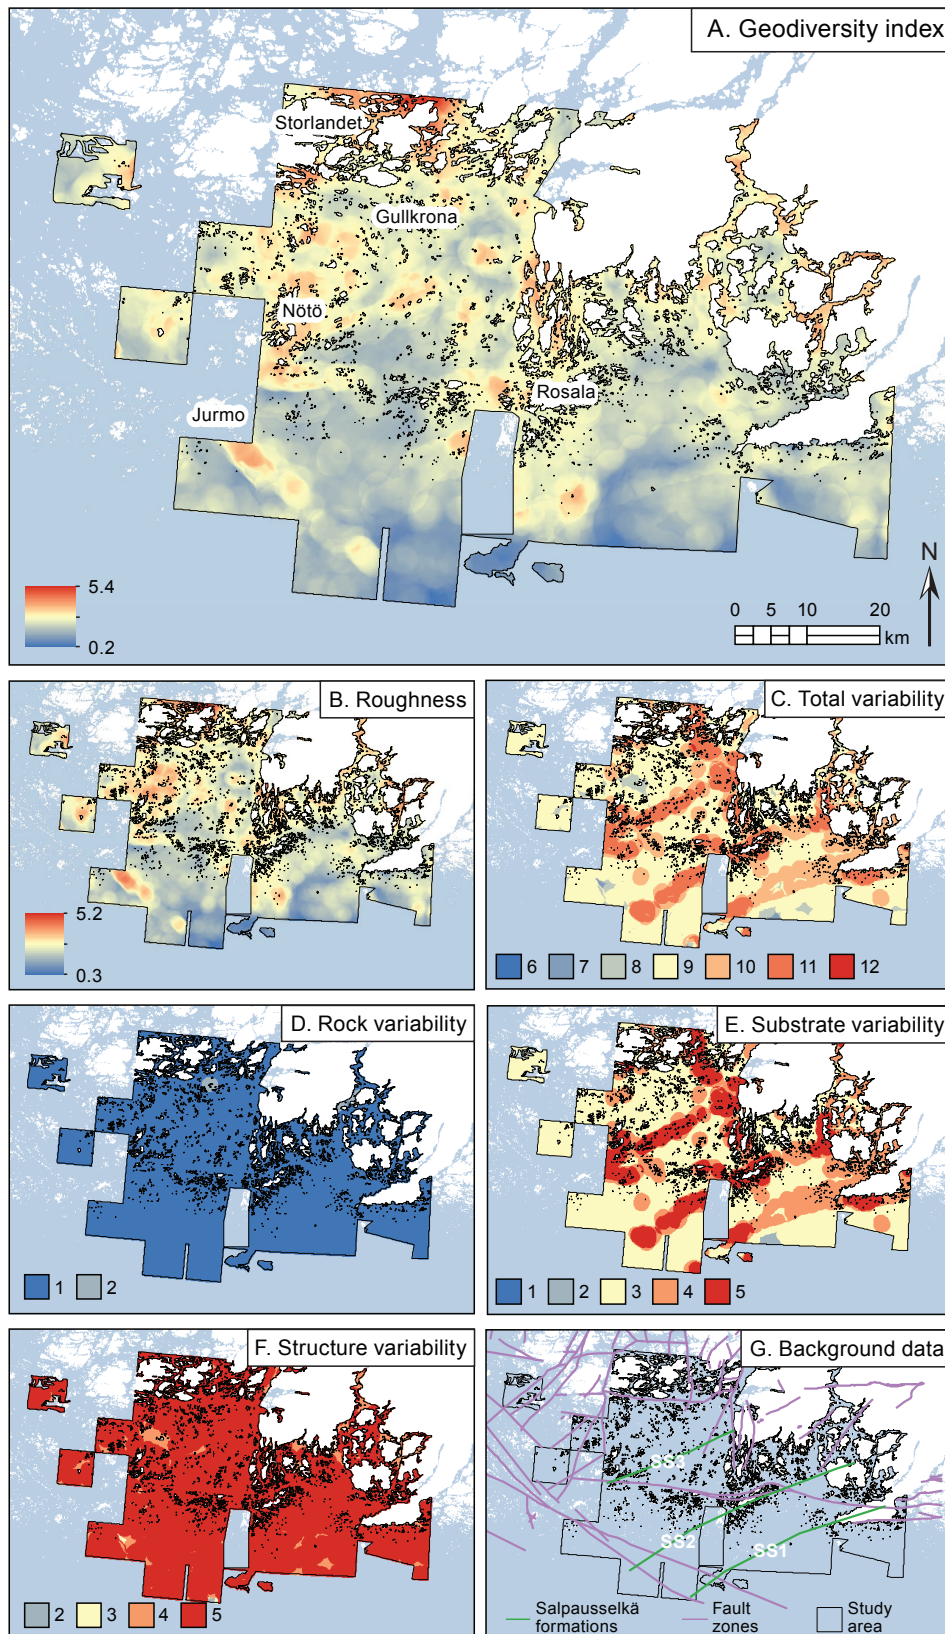 A. Geodiversity index
Storlandet
Gullkrona
Nötö
Rosala
Jurmo
N
5.4
0.2
0 5 10 20
km
B. Roughness
5.2
0.3
C. Total variability
6 7 8 9 10 11 12
D. Rock variability
1 2
E. Substrate variability
1 2 3 4 5
F. Structure variability
2 3 4 5
G. Background data
SS3
SS2
SS1
Salpausselkä
formations
Fault
zones
Study
area